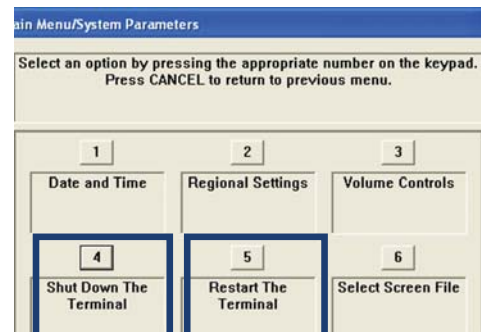 ain Menu/System Parameters
Select an option by pressing the appropriate number on the keypad.
Press CANCEL to return to previous menu.
1 2 3
Date and Time Regional Settings Volume Controls
4 5 6
Shut Down The Restart The Select Screen File
Terminal Terminal